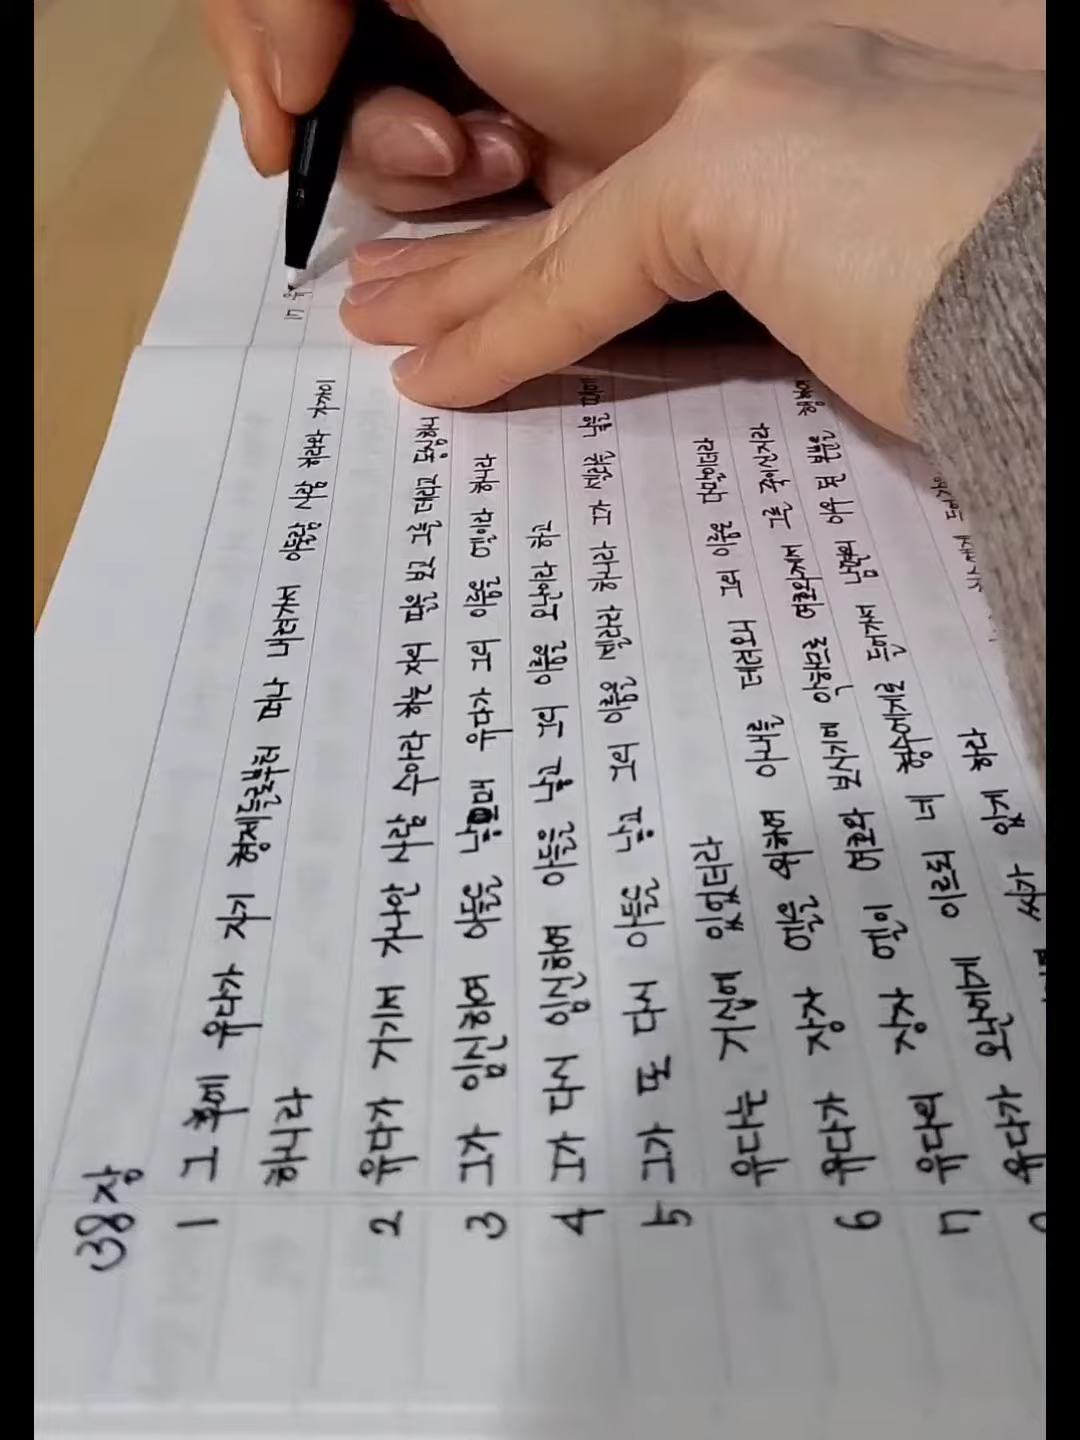 38장
1 그 후에 유다가 자기 형제들로부터 떠나 내려가서 아둘람 사람 히라와 가까이
하니라
2 유다가 거기서 가나안 사람 수아라 하는 자의 딸을 보고 그를 데리고 동침하니
3 그가 임신하여 아들을 낳으매 유다가 그의 이름을 엘이라 하니라
4 그가 다시 임신하여 아들을 낳고 그의 이름을 오난이라 하고
5 그가 또 다시 아들을 낳고 그의 이름을 셀라라 하니라 그가 셀라를 낳을 때에
유다는 거십에 있었더라
6 유다가 장자 엘을 위하여 아내를 데려오니 그의 이름은 다말이더라
7 유다의 장자 엘이 여호와 보시기에 악하므로 여호와께서 그를 죽이신지라
유다가 오난에게 이르되 네 형수에게로 들어가서 남편의 아우 된 본분을 행하여
씨가 있게 하라